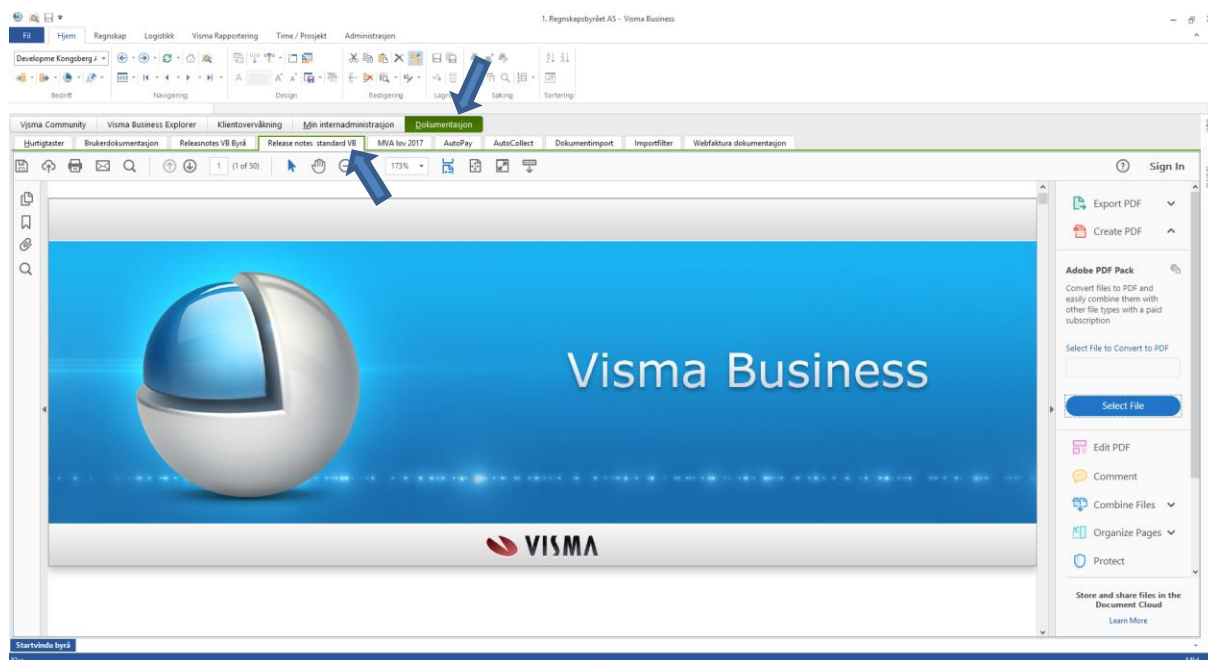 1. Regnskapsbyrået AS - Visma Business
Fil Hjem Regnskap Logistikk Visma Rapportering Time / Prosjekt Administrasjon
Bedrift Navigering Design Redigering Søking Sortering
Visma Community Visma Business Explorer Klientovervåkning Min internadministrasjon Dokumentasjon
Hurtigtaster Brukerdokumentasjon Releasnotes VB Byrå Release notes standard VB MVA lov 2017 AutoPay AutoCollect Dokumentimport Importfilter Webfaktura dokumentasjon
1 (1 of 50) 173% Sign In
Export PDF
Create PDF
Adobe PDF Pack
Convert files to PDF and
easily combine them with
other file types with a paid
subscription
Select File to Convert to PDF
Select File
Edit PDF
Comment
Combine Files
Organize Pages
Protect
Store and share files in the
Document Cloud
Learn More
Visma Business
VISMA
Startvindu byrå